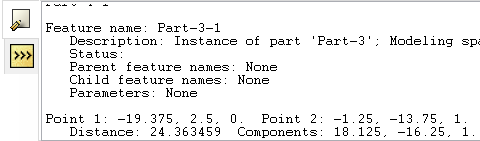 Feature name: Part-3-1
Description: Instance of part 'Part-3'; Modeling spa
Status:
Parent feature names: None
Child feature names: None
Parameters: None
Point 1: -19.375, 2.5, 0. Point 2: -1.25, -13.75, 1.
Distance: 24.363459 Components: 18.125, -16.25, 1.
>>>